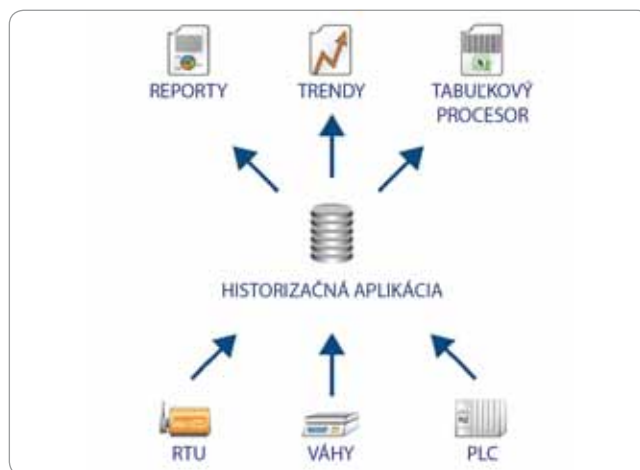 REPORTY
TRENDY
TABUĽKOVÝ
PROCESOR
HISTORIZAČNÁ APLIKÁCIA
RTU
VÁHY
PLC